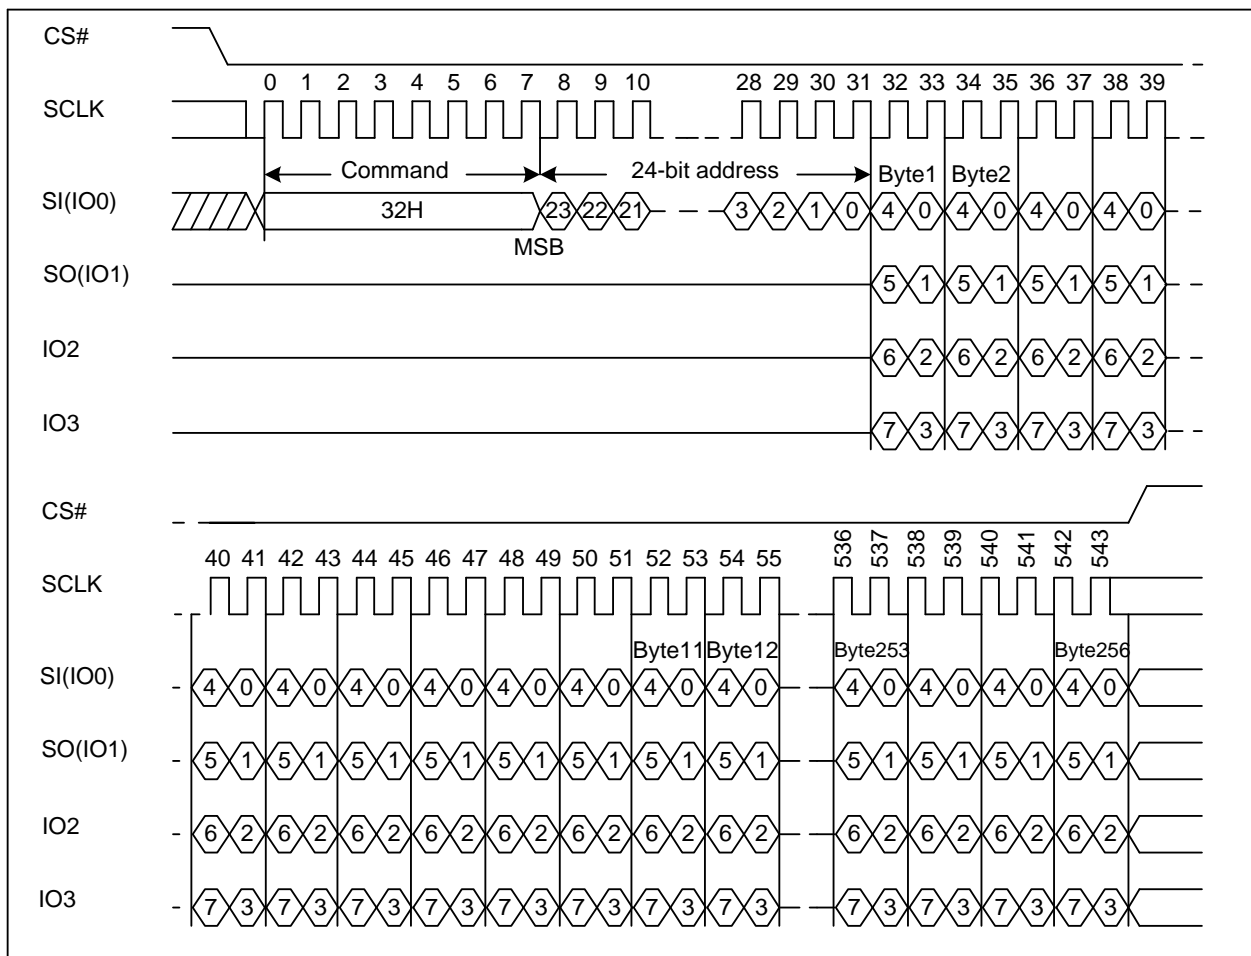 CS#
0 1 2 3 4 5 6 7 8 9 10 28 29 30 31 32 33 34 35 36 37 38 39
SCLK
Command 24-bit address Byte1 Byte2
SI(IO0) 32H 23 22 21 3 2 1 0 4 0 4 0 4 0 4 0
MSB
SO(IO1) 5 1 5 1 5 1 5 1
IO2 6 2 6 2 6 2 6 2
IO3 7 3 7 3 7 3 7 3
CS#
40 41 42 43 44 45 46 47 48 49 50 51 52 53 54 55 536 537 538 539 540 541 542 543
SCLK
Byte11 Byte12 Byte253 Byte256
SI(IO0) 4 0 4 0 4 0 4 0 4 0 4 0 4 0 4 0 4 0 4 0 4 0 4 0
SO(IO1) 5 1 5 1 5 1 5 1 5 1 5 1 5 1 5 1 5 1 5 1 5 1 5 1
IO2 6 2 6 2 6 2 6 2 6 2 6 2 6 2 6 2 6 2 6 2 6 2 6 2
IO3 7 3 7 3 7 3 7 3 7 3 7 3 7 3 7 3 7 3 7 3 7 3 7 3